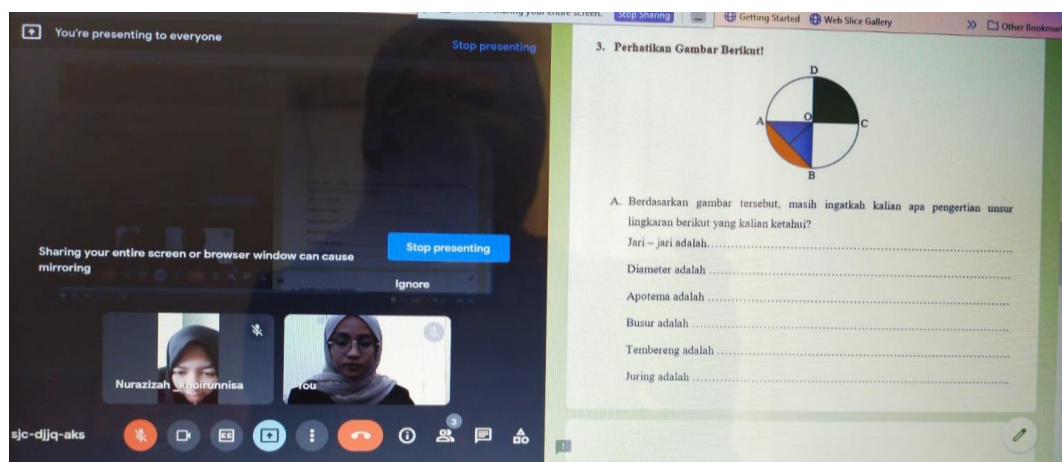 You're presenting to everyone
Stop presenting
Stop Sharing
Getting Started
Web Slice Gallery
Other Bookmar
Sharing your entire screen or browser window can cause
mirroring
Stop presenting
Ignore
Nurazizah_khoirunnisa
You
sjc-djjq-aks
3
3. Perhatikan Gambar Berikut!
D
A
O
C
B
A. Berdasarkan gambar tersebut, masih ingatkah kalian apa pengertian unsur
lingkaran berikut yang kalian ketahui?
Jari – jari adalah
Diameter adalah
Apotema adalah
Busur adalah
Tembereng adalah
Juring adalah